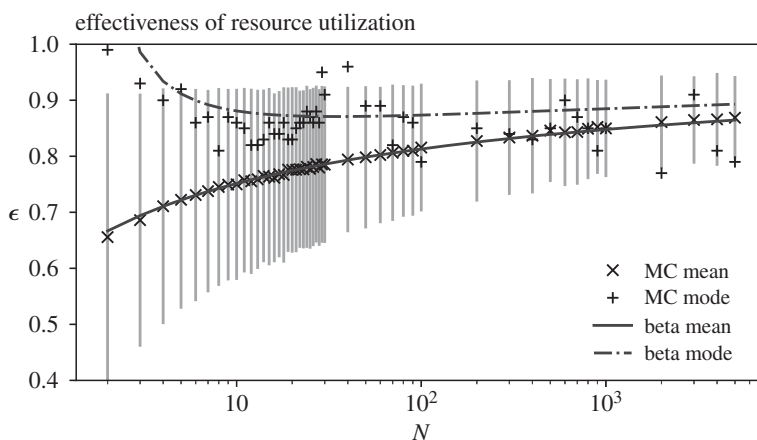 effectiveness of resource utilization
1.0
0.9
0.8
0.7
0.6
0.5
0.4
ϵ
MC mean
MC mode
beta mean
beta mode
10 10² 10³
N